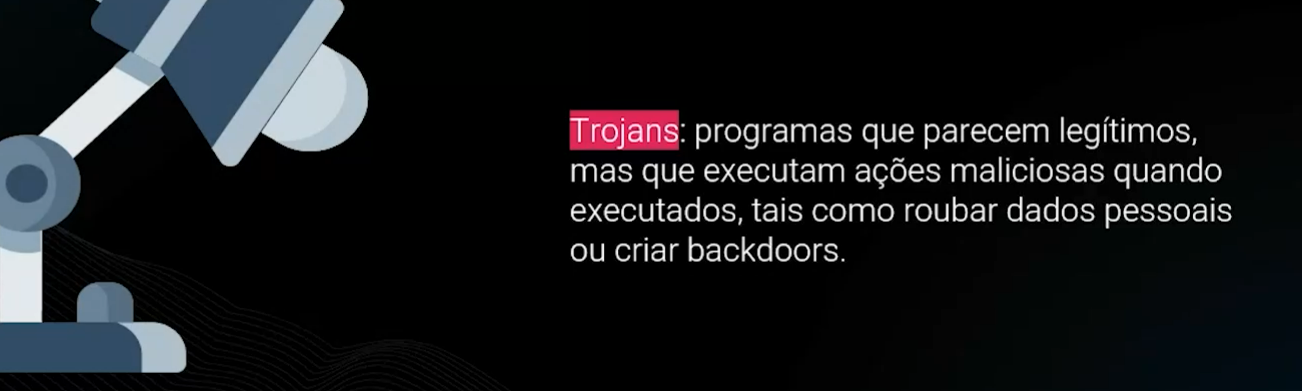 Trojans: programas que parecem legítimos,
mas que executam ações maliciosas quando
executados, tais como roubar dados pessoais
ou criar backdoors.